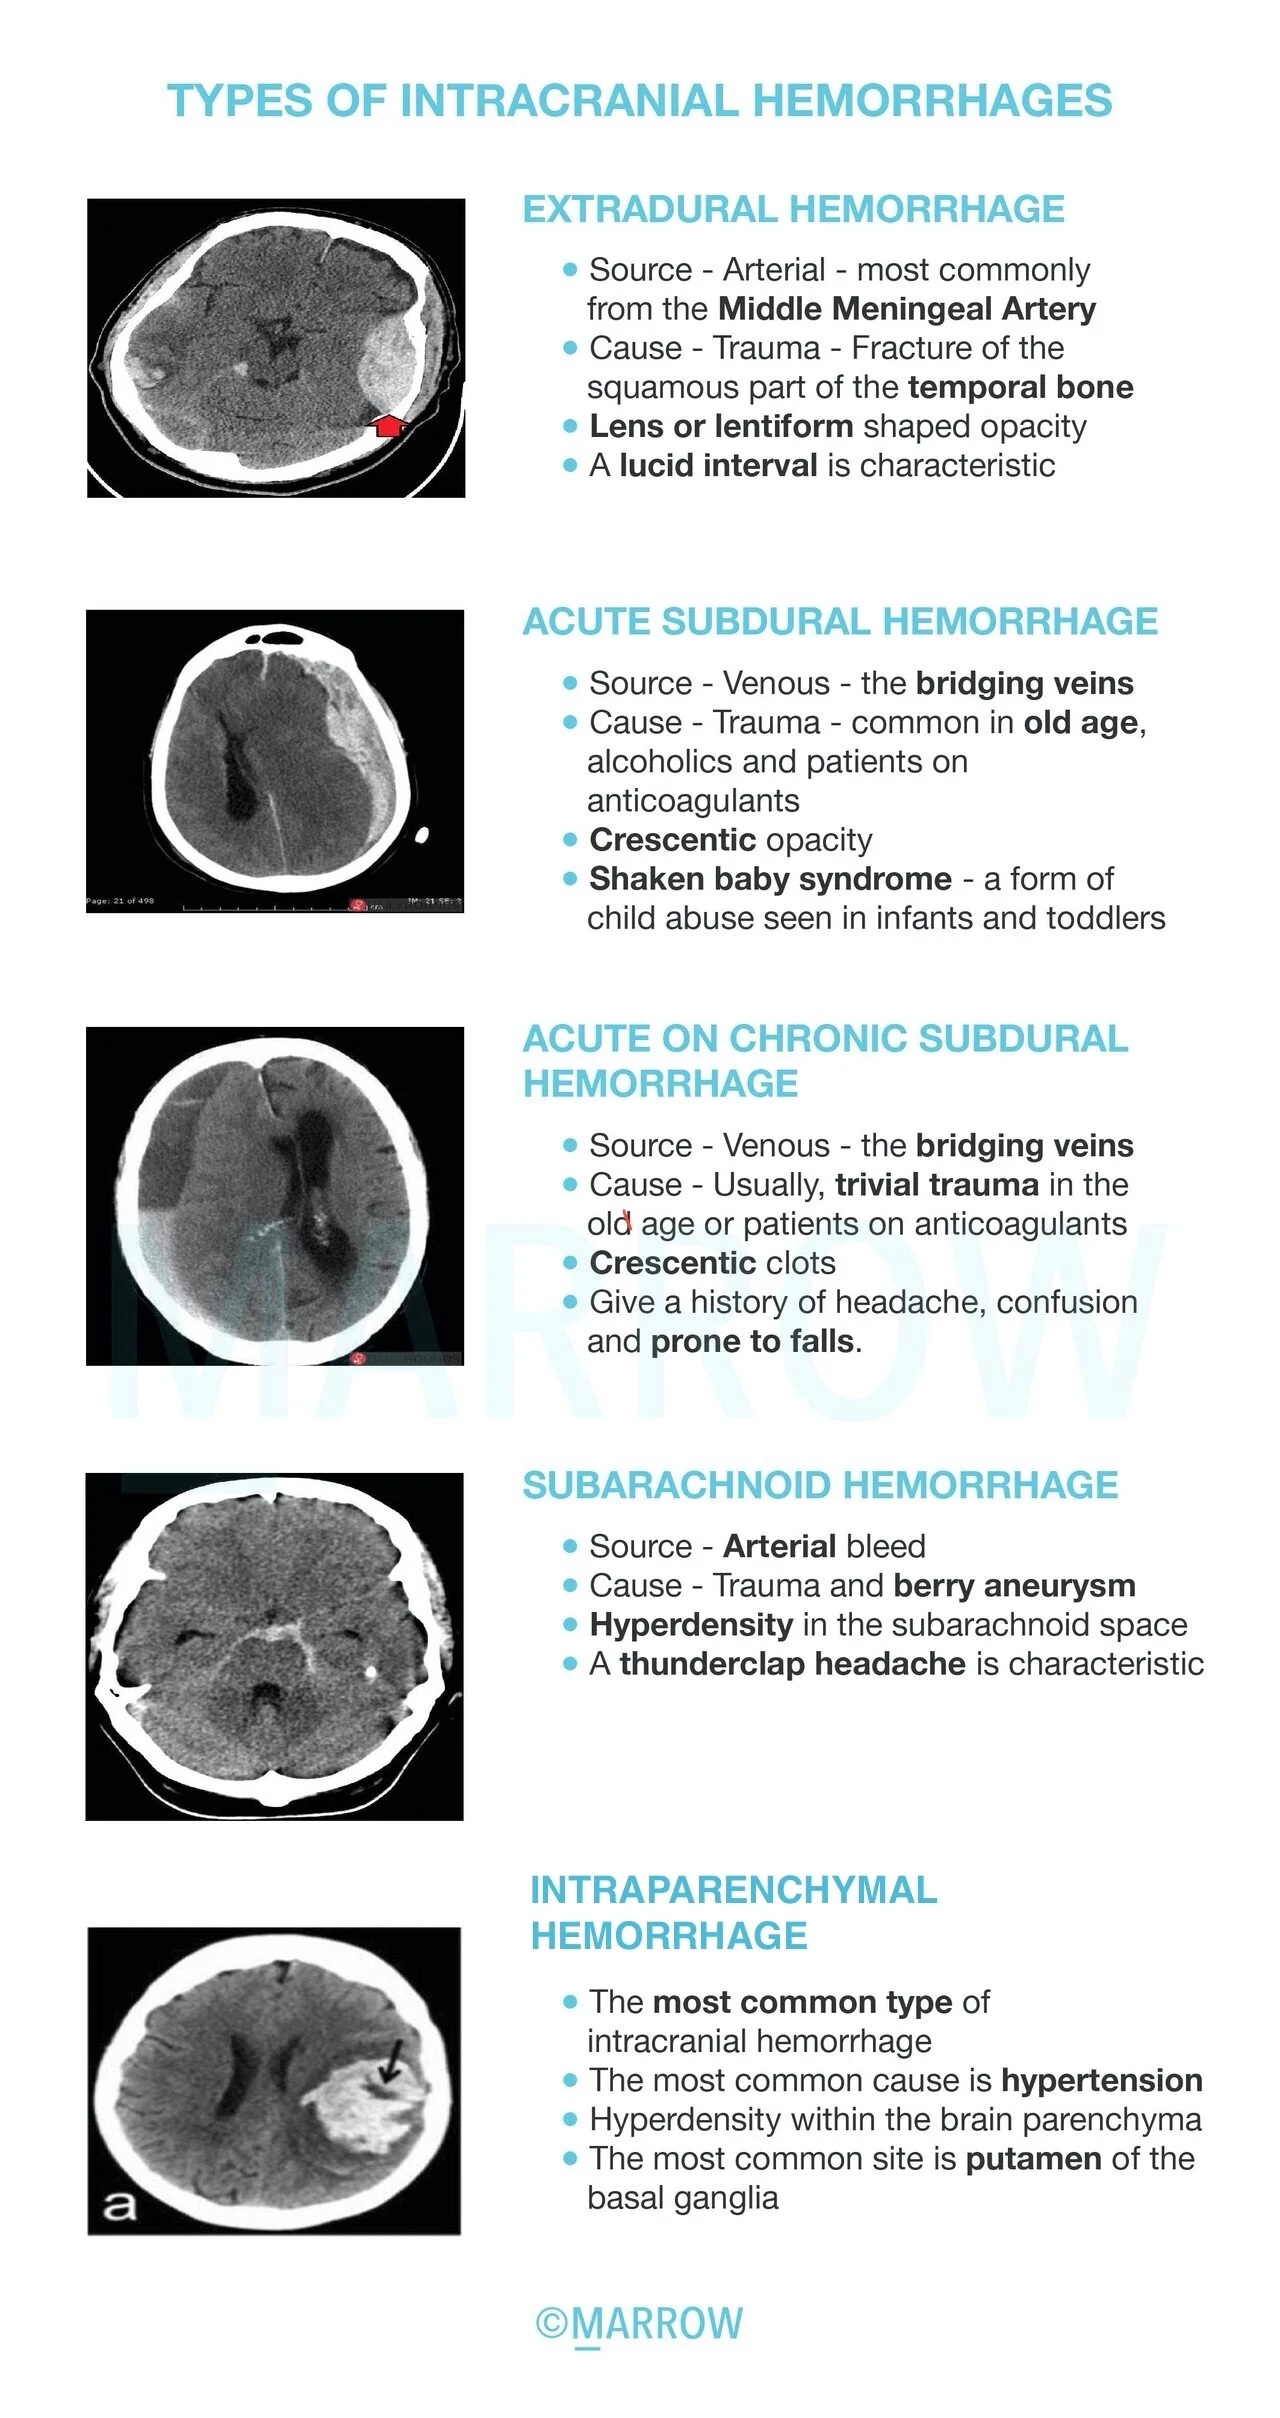 TYPES OF INTRACRANIAL HEMORRHAGES
EXTRADURAL HEMORRHAGE
• Source - Arterial - most commonly
from the Middle Meningeal Artery
• Cause - Trauma - Fracture of the
squamous part of the temporal bone
• Lens or lentiform shaped opacity
• A lucid interval is characteristic
ACUTE SUBDURAL HEMORRHAGE
• Source - Venous - the bridging veins
• Cause - Trauma - common in old age,
alcoholics and patients on
anticoagulants
• Crescentic opacity
• Shaken baby syndrome - a form of
child abuse seen in infants and toddlers
Page: 21 of 498
cm
IM: 21 SE: 2
ACUTE ON CHRONIC SUBDURAL
HEMORRHAGE
• Source - Venous - the bridging veins
• Cause - Usually, trivial trauma in the
old age or patients on anticoagulants
• Crescentic clots
• Give a history of headache, confusion
and prone to falls.
DAILYROUNDS
MARROW
SUBARACHNOID HEMORRHAGE
• Source - Arterial bleed
• Cause - Trauma and berry aneurysm
• Hyperdensity in the subarachnoid space
• A thunderclap headache is characteristic
INTRAPARENCHYMAL
HEMORRHAGE
• The most common type of
intracranial hemorrhage
• The most common cause is hypertension
• Hyperdensity within the brain parenchyma
• The most common site is putamen of the
basal ganglia
a
©MARROW